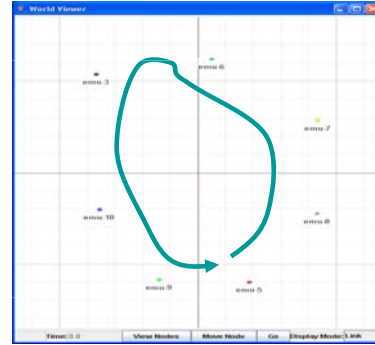 World Viewer
emu-6
emu-3
emu-7
emu-10
emu-8
emu-9
emu-5
Time: 0.0 View Nodes Move Node Go Display Mode: Link